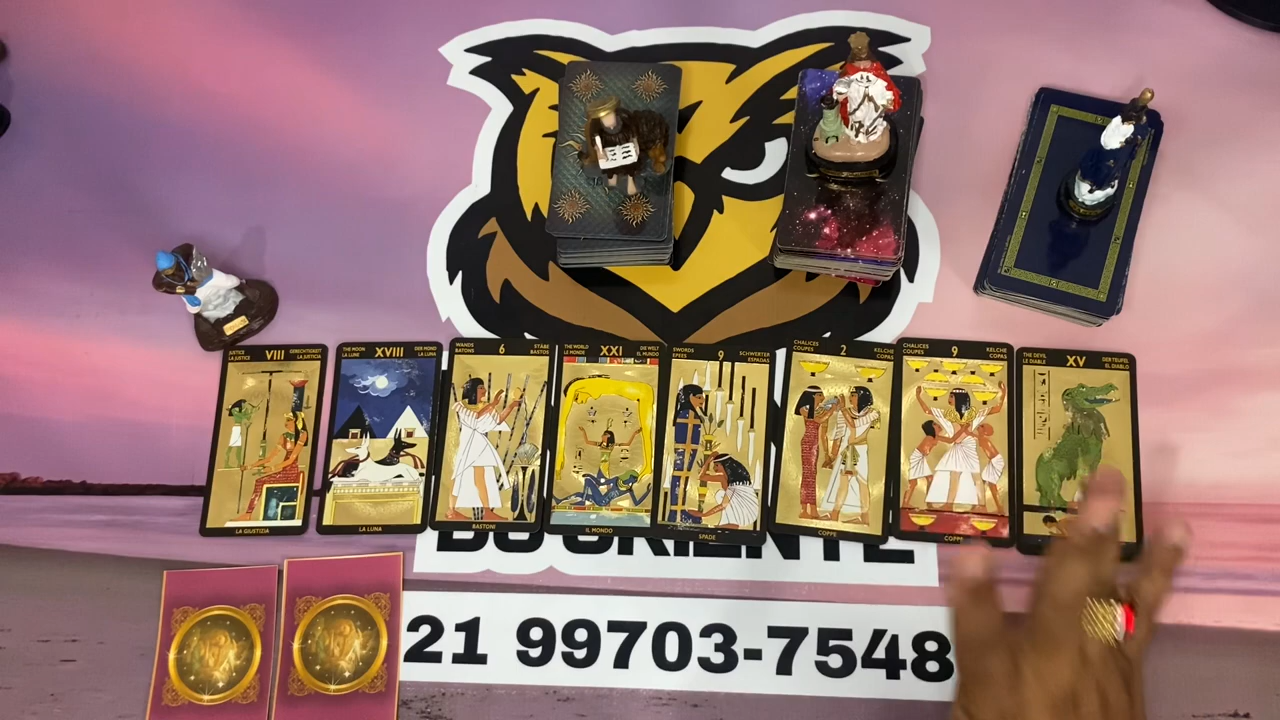 JUSTICE
LA JUSTICE
VIII
GERECHTIGKEIT
LA JUSTICIA
LA GIUSTIZIA
THE MOON
LA LUNE
XVIII
DER MOND
LA LUNA
LA LUNA
WANDS
BATONS
6
STÄBE
BASTOS
BASTONI
THE WORLD
LE MONDE
XXI
DIE WELT
EL MUNDO
IL MONDO
SWORDS
EPEES
9
SCHWERTER
ESPADAS
SPADE
CHALICES
COUPES
2
KELCHE
COPAS
COPPE
CHALICES
COUPES
9
KELCHE
COPAS
COPPE
THE DEVIL
LE DIABLE
XV
DER TEUFEL
EL DIABLO
DO ORIENTE
21 99703-7548